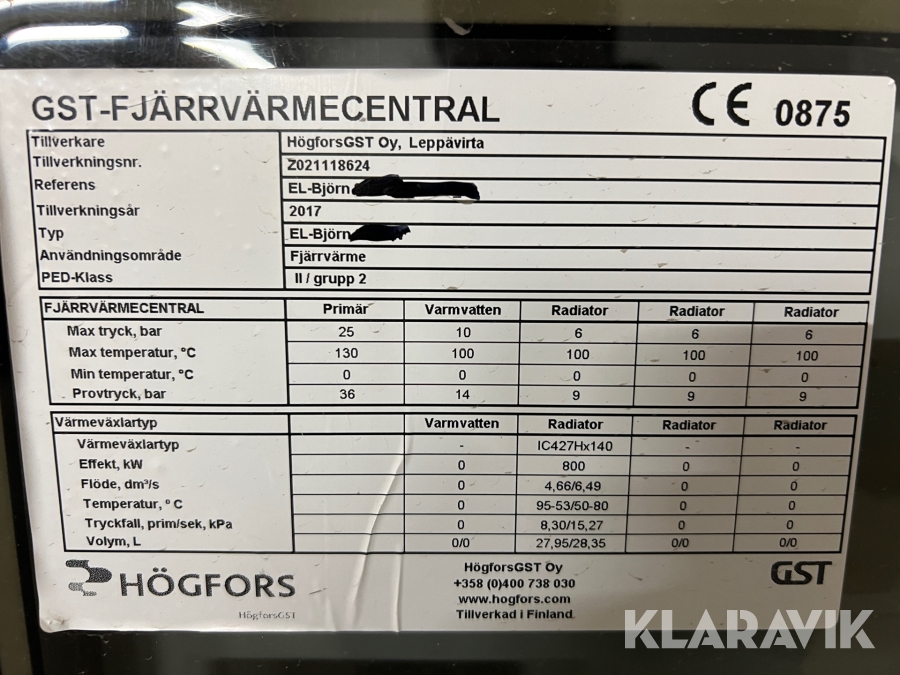 GST-FJÄRRVÄRMECENTRAL CE 0875
Tillverkare HögforsGST Oy, Leppävirta
Tillverkningsnr. Z021118624
Referens EL-Björn
Tillverkningsår 2017
Typ EL-Björn
Användningsområde Fjärrvärme
PED-Klass II / grupp 2
FJÄRRVÄRMECENTRAL Primär Varmvatten Radiator Radiator Radiator
Max tryck, bar 25 10 6 6 6
Max temperatur, °C 130 100 100 100 100
Min temperatur, °C 0 0 0 0 0
Provtryck, bar 36 14 9 9 9
Värmeväxlartyp Varmvatten Radiator Radiator Radiator
Värmeväxlartyp - IC427Hx140 - -
Effekt, kW 0 800 0 0
Flöde, dm³/s 0 4,66/6,49 0 0
Temperatur, ° C 0 95-53/50-80 0 0
Tryckfall, prim/sek, kPa 0 8,30/15,27 0 0
Volym, L 0/0 27,95/28,35 0/0 0/0
HÖGFORS
HögforsGST
HögforsGST Oy
+358 (0)400 738 030
www.hogfors.com
Tillverkad i Finland.
GST
KLARAVIK